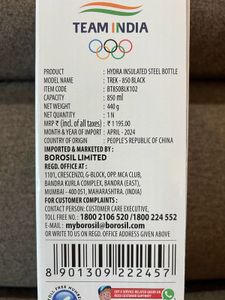 TEAM INDIA
PRODUCT : HYDRA INSULATED STEEL BOTTLE
MODEL : TREK - 850 BLACK
ITEM CODE : BT850BLK102
CAPACITY : 850 ml
NET WEIGHT : 440 g
NET QUANTITY : 1 N
MRP ₹ (incl. of all taxes) : ₹ 1 195.00
MONTH & YEAR OF IMPORT : APRIL - 2024
COUNTRY OF ORIGIN : PEOPLE'S REPUBLIC OF CHINA
IMPORTED & MARKETED BY :
BOROSIL LIMITED
REGD. OFFICE AT :
1101, CRESCENZO, G-BLOCK, OPP. MCA CLUB,
BANDRA KURLA COMPLEX, BANDRA (EAST),
MUMBAI - 400 051, MAHARASHTRA. (INDIA)
FOR CUSTOMER COMPLAINTS :
CONTACT PERSON: CUSTOMER CARE EXECUTIVE,
TOLL FREE NO.: 1800 2106 520 /1800 224 552
E-mail : myborosil@borosil.com or
WRITE TO US ON REGD. OFFICE ADDRESS GIVEN ABOVE
8 901309 222457